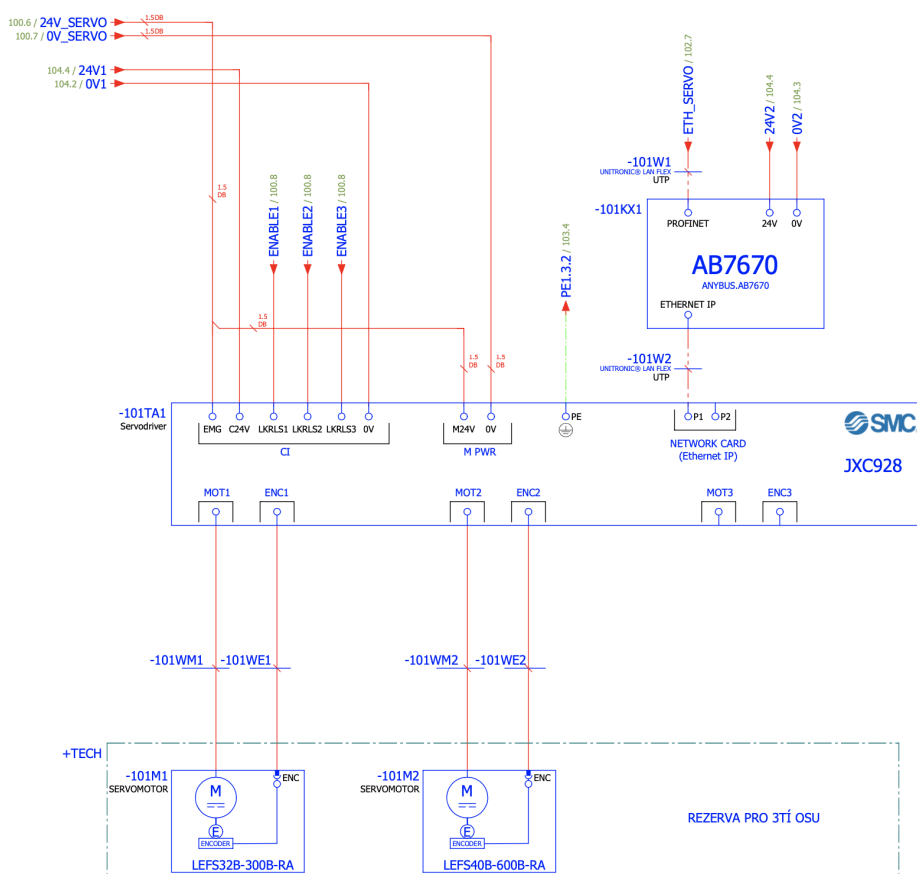 100.6 / 24V_SERVO
1.5DB
100.7 / 0V_SERVO
1.5DB
104.4 / 24V1
104.2 / 0V1
1.5
DB
ENABLE1 / 100.8
ENABLE2 / 100.8
ENABLE3 / 100.8
PE1.3.2 / 103.4
ETH_SERVO / 102.7
24V2 / 104.4
0V2 / 104.3
-101W1
UNITRONIC® LAN FLEX
UTP
-101KX1
PROFINET
24V
0V
AB7670
ANYBUS.AB7670
ETHERNET IP
1.5
DB
1.5
DB
1.5
DB
-101W2
UNITRONIC® LAN FLEX
UTP
-101TA1
Servodriver
EMG
C24V
LKRLS1
LKRLS2
LKRLS3
0V
CI
M24V
0V
M PWR
PE
P1
P2
NETWORK CARD
(Ethernet IP)
SMC
JXC928
MOT1
ENC1
MOT2
ENC2
MOT3
ENC3
-101WM1
-101WE1
-101WM2
-101WE2
+TECH
-101M1
SERVOMOTOR
M
ENC
E
ENCODER
LEFS32B-300B-RA
-101M2
SERVOMOTOR
M
ENC
E
ENCODER
LEFS40B-600B-RA
REZERVA PRO 3TÍ OSU